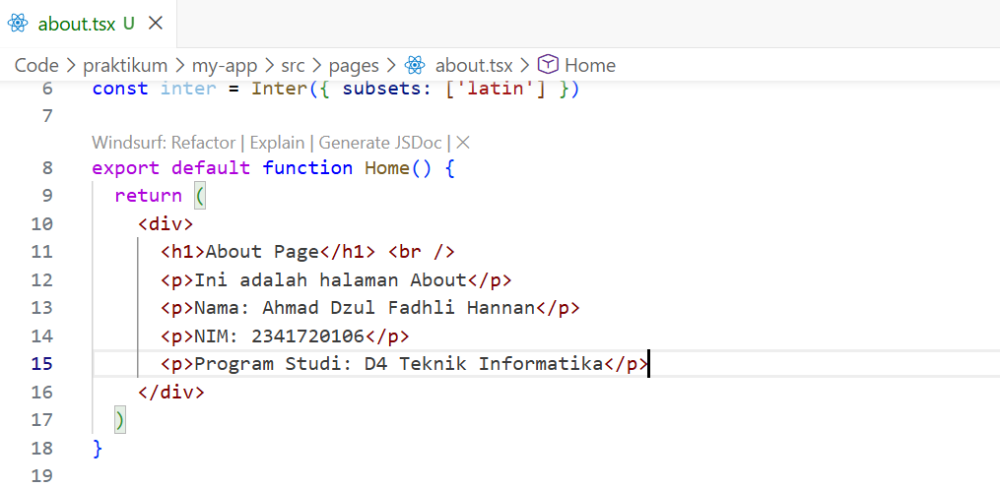 about.tsx U
Code > praktikum > my-app > src > pages > about.tsx > Home
6 const inter = Inter({ subsets: ['latin'] })
7
Windsurf: Refactor | Explain | Generate JSDoc | ×
8 export default function Home() {
9 return (
10 <div>
11 <h1>About Page</h1> <br />
12 <p>Ini adalah halaman About</p>
13 <p>Nama: Ahmad Dzul Fadhli Hannan</p>
14 <p>NIM: 2341720106</p>
15 <p>Program Studi: D4 Teknik Informatika</p>
16 </div>
17 )
18 }
19